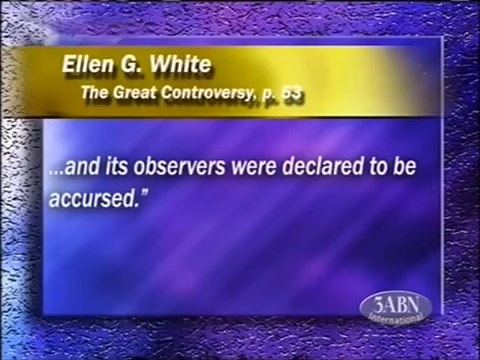 Ellen G. White
The Great Controversy, p. 53
...and its observers were declared to be
accursed.”
3ABN
International